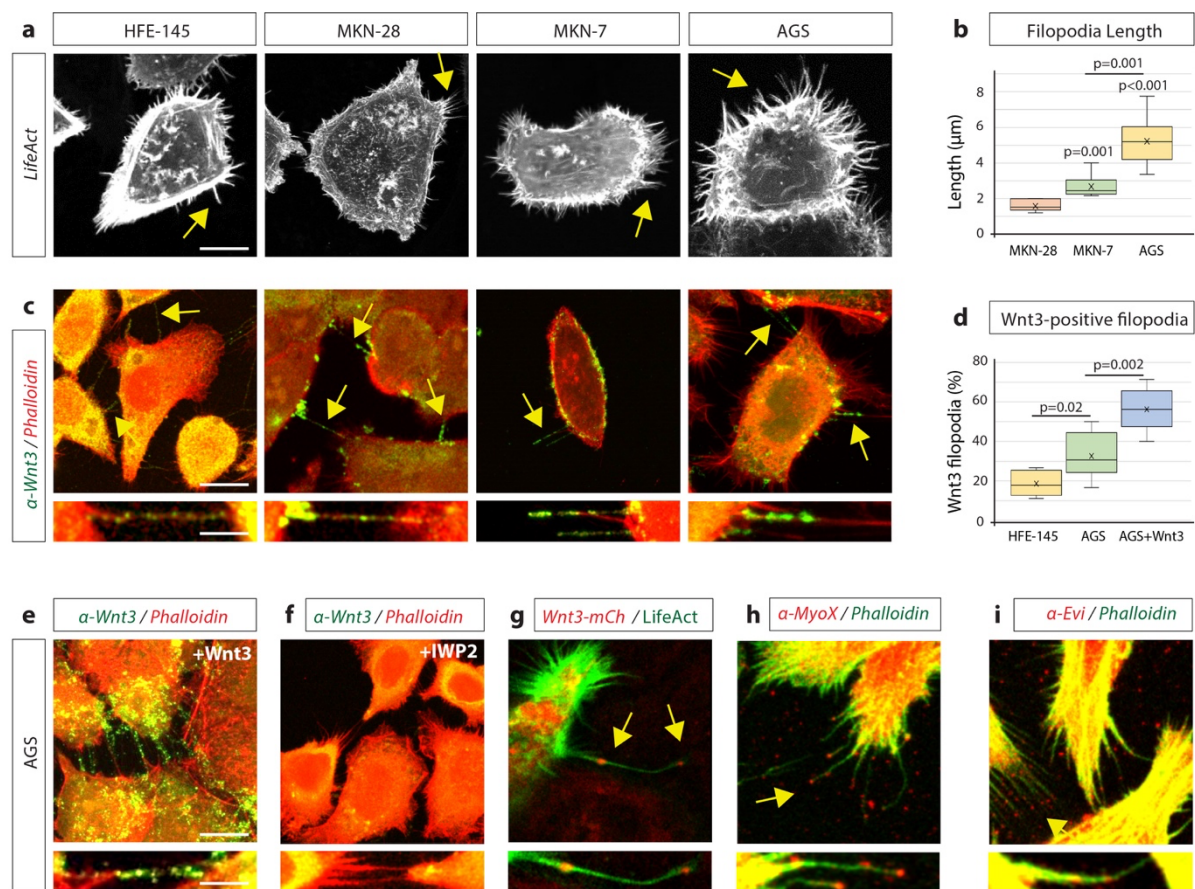 a
HFE-145
MKN-28
MKN-7
AGS
LifeAct
b
Filopodia Length
p=0.001
p<0.001
p=0.001
Length (μm)
8
6
4
2
0
MKN-28
MKN-7
AGS
c
α-Wnt3 / Phalloidin
d
Wnt3-positive filopodia
p=0.002
p=0.02
Wnt3 filopodia (%)
80
60
40
20
0
HFE-145
AGS
AGS+Wnt3
e
α-Wnt3 / Phalloidin
f
α-Wnt3 / Phalloidin
g
Wnt3-mCh / LifeAct
h
α-MyoX / Phalloidin
i
α-Evi / Phalloidin
AGS
+Wnt3
+IWP2